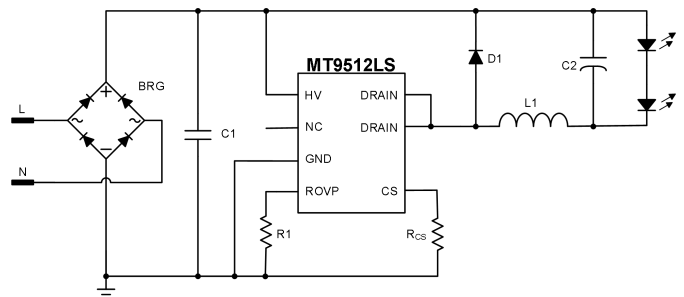 MT9512LS
D1
C2
BRG
L
HV
DRAIN
L1
C1
NC
DRAIN
N
GND
ROVP
CS
R1
RCS